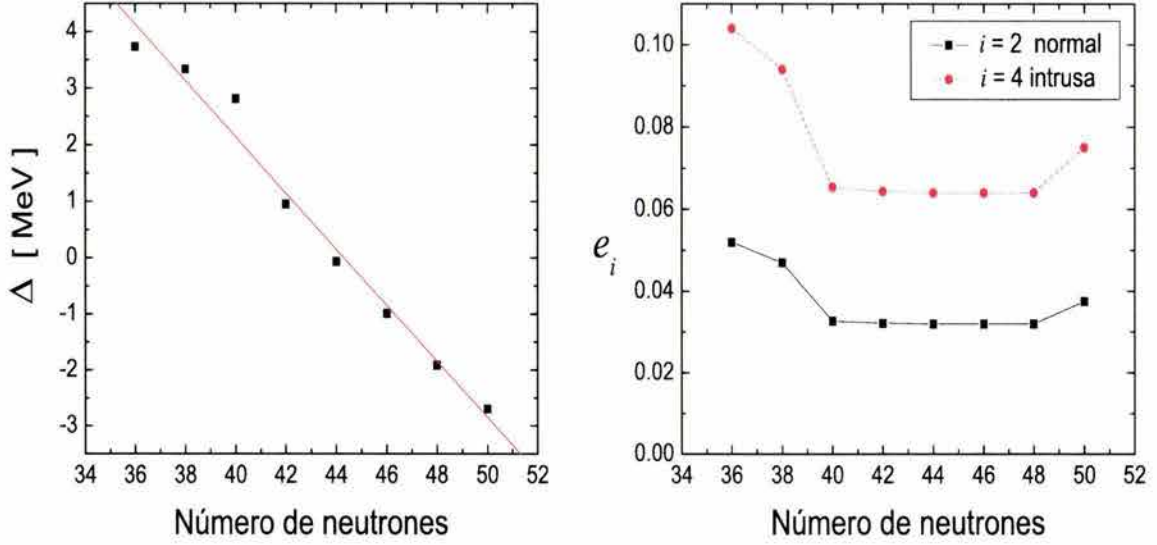 4
3
2
1
0
-1
-2
-3
Δ [ MeV ]
34 36 38 40 42 44 46 48 50 52
Número de neutrones
0.10
0.08
0.06
0.04
0.02
0.00
e_i
i = 2 normal
i = 4 intrusa
34 36 38 40 42 44 46 48 50 52
Número de neutrones